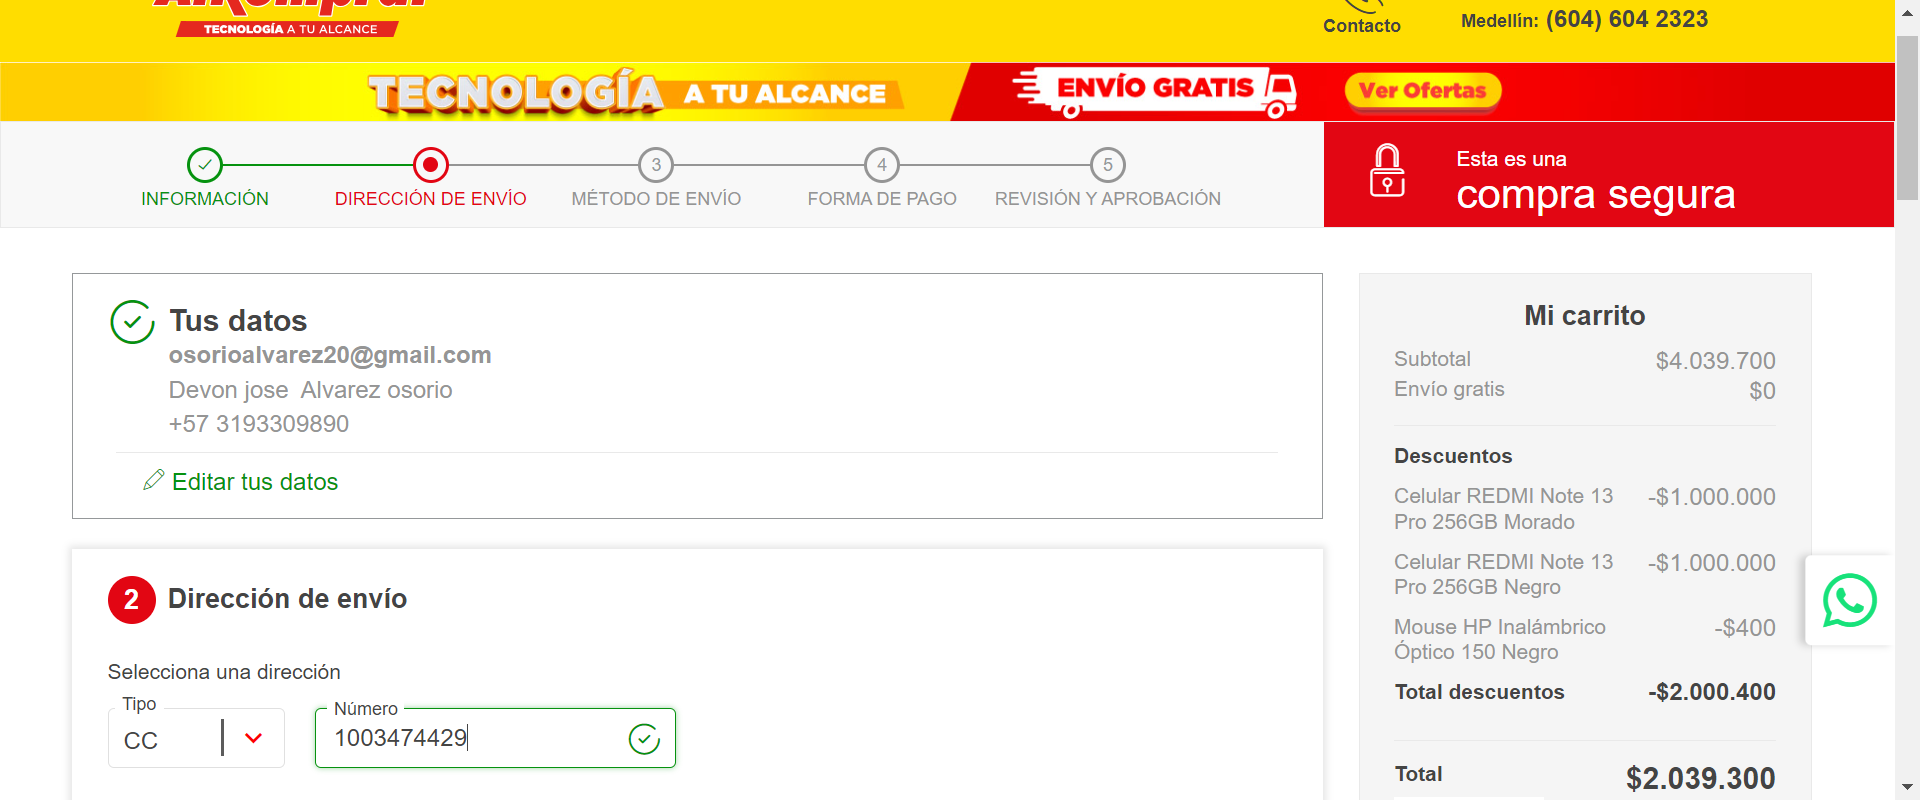 TECNOLOGÍA A TU ALCANCE
Contacto
Medellín: (604) 604 2323
TECNOLOGÍA A TU ALCANCE
ENVÍO GRATIS
Ver Ofertas
3
4
5
INFORMACIÓN
DIRECCIÓN DE ENVÍO
MÉTODO DE ENVÍO
FORMA DE PAGO
REVISIÓN Y APROBACIÓN
Esta es una
compra segura
Tus datos
osorioalvarez20@gmail.com
Devon jose  Alvarez osorio
+57 3193309890
Editar tus datos
2 Dirección de envío
Selecciona una dirección
Tipo
CC
Número
1003474429
Mi carrito
Subtotal $4.039.700
Envío gratis $0
Descuentos
Celular REDMI Note 13 -$1.000.000
Pro 256GB Morado
Celular REDMI Note 13 -$1.000.000
Pro 256GB Negro
Mouse HP Inalámbrico -$400
Óptico 150 Negro
Total descuentos -$2.000.400
Total $2.039.300